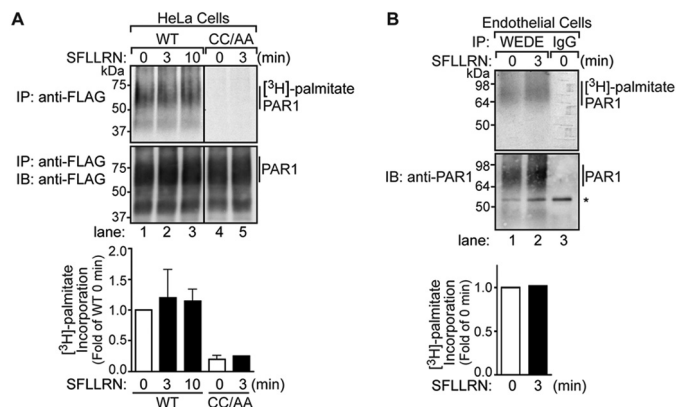 A
HeLa Cells
WT CC/AA
SFLLRN: 0 3 10 0 3 (min)
kDa
75
50
37
IP: anti-FLAG
[³H]-palmitate
PAR1
IP: anti-FLAG
IB: anti-FLAG
75
50
37
PAR1
lane: 1 2 3 4 5
[³H]-palmitate
Incorporation
(Fold of WT 0 min)
2.0
1.5
1.0
0.5
0.0
SFLLRN: 0 3 10 0 3 (min)
WT CC/AA
B
Endothelial Cells
IP: WEDE IgG
SFLLRN: 0 3 0 (min)
kDa
98
64
50
[³H]-palmitate
PAR1
IB: anti-PAR1
98
64
50
PAR1
*
lane: 1 2 3
[³H]-palmitate
Incorporation
(Fold of 0 min)
1.0
0.5
0.0
SFLLRN: 0 3 (min)